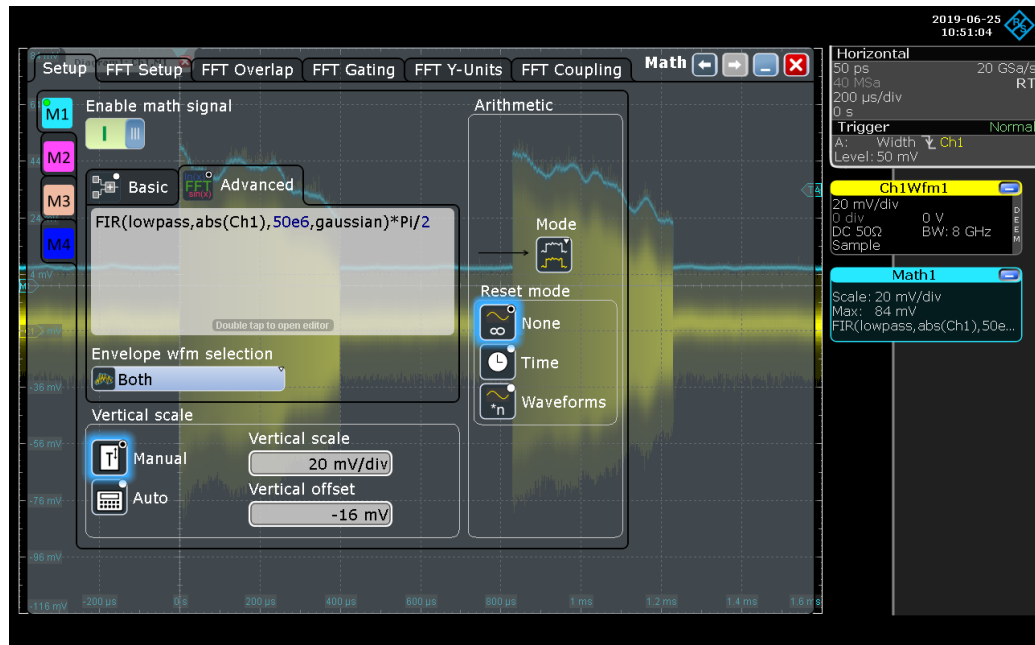 2019-06-25
10:51:04
Setup FFT Setup FFT Overlap FFT Gating FFT Y-Units FFT Coupling Math
Horizontal
50 ps 20 GSa/s
40 MSa RT
200 µs/div
0 s
Trigger Normal
A: Width Ch1
Level: 50 mV
M1
M2
M3
M4
Enable math signal
Basic
FFT
sin(x)
Advanced
FIR(lowpass,abs(Ch1),50e6,gaussian)*Pi/2
Double tap to open editor
Envelope wfm selection
Both
Vertical scale
Manual
Auto
Vertical scale
20 mV/div
Vertical offset
-16 mV
Arithmetic
Mode
Reset mode
None
Time
*n Waveforms
TA
Ch1Wfm1
20 mV/div
0 div 0 V
DC 50Ω BW: 8 GHz
Sample
DEEM
Math1
Scale: 20 mV/div
Max: 84 mV
FIR(lowpass,abs(Ch1),50e...
4 mV
-36 mV
-56 mV
-76 mV
-96 mV
-116 mV
-200 µs 0 s 200 µs 400 µs 600 µs 800 µs 1 ms 1.2 ms 1.4 ms 1.6 ms